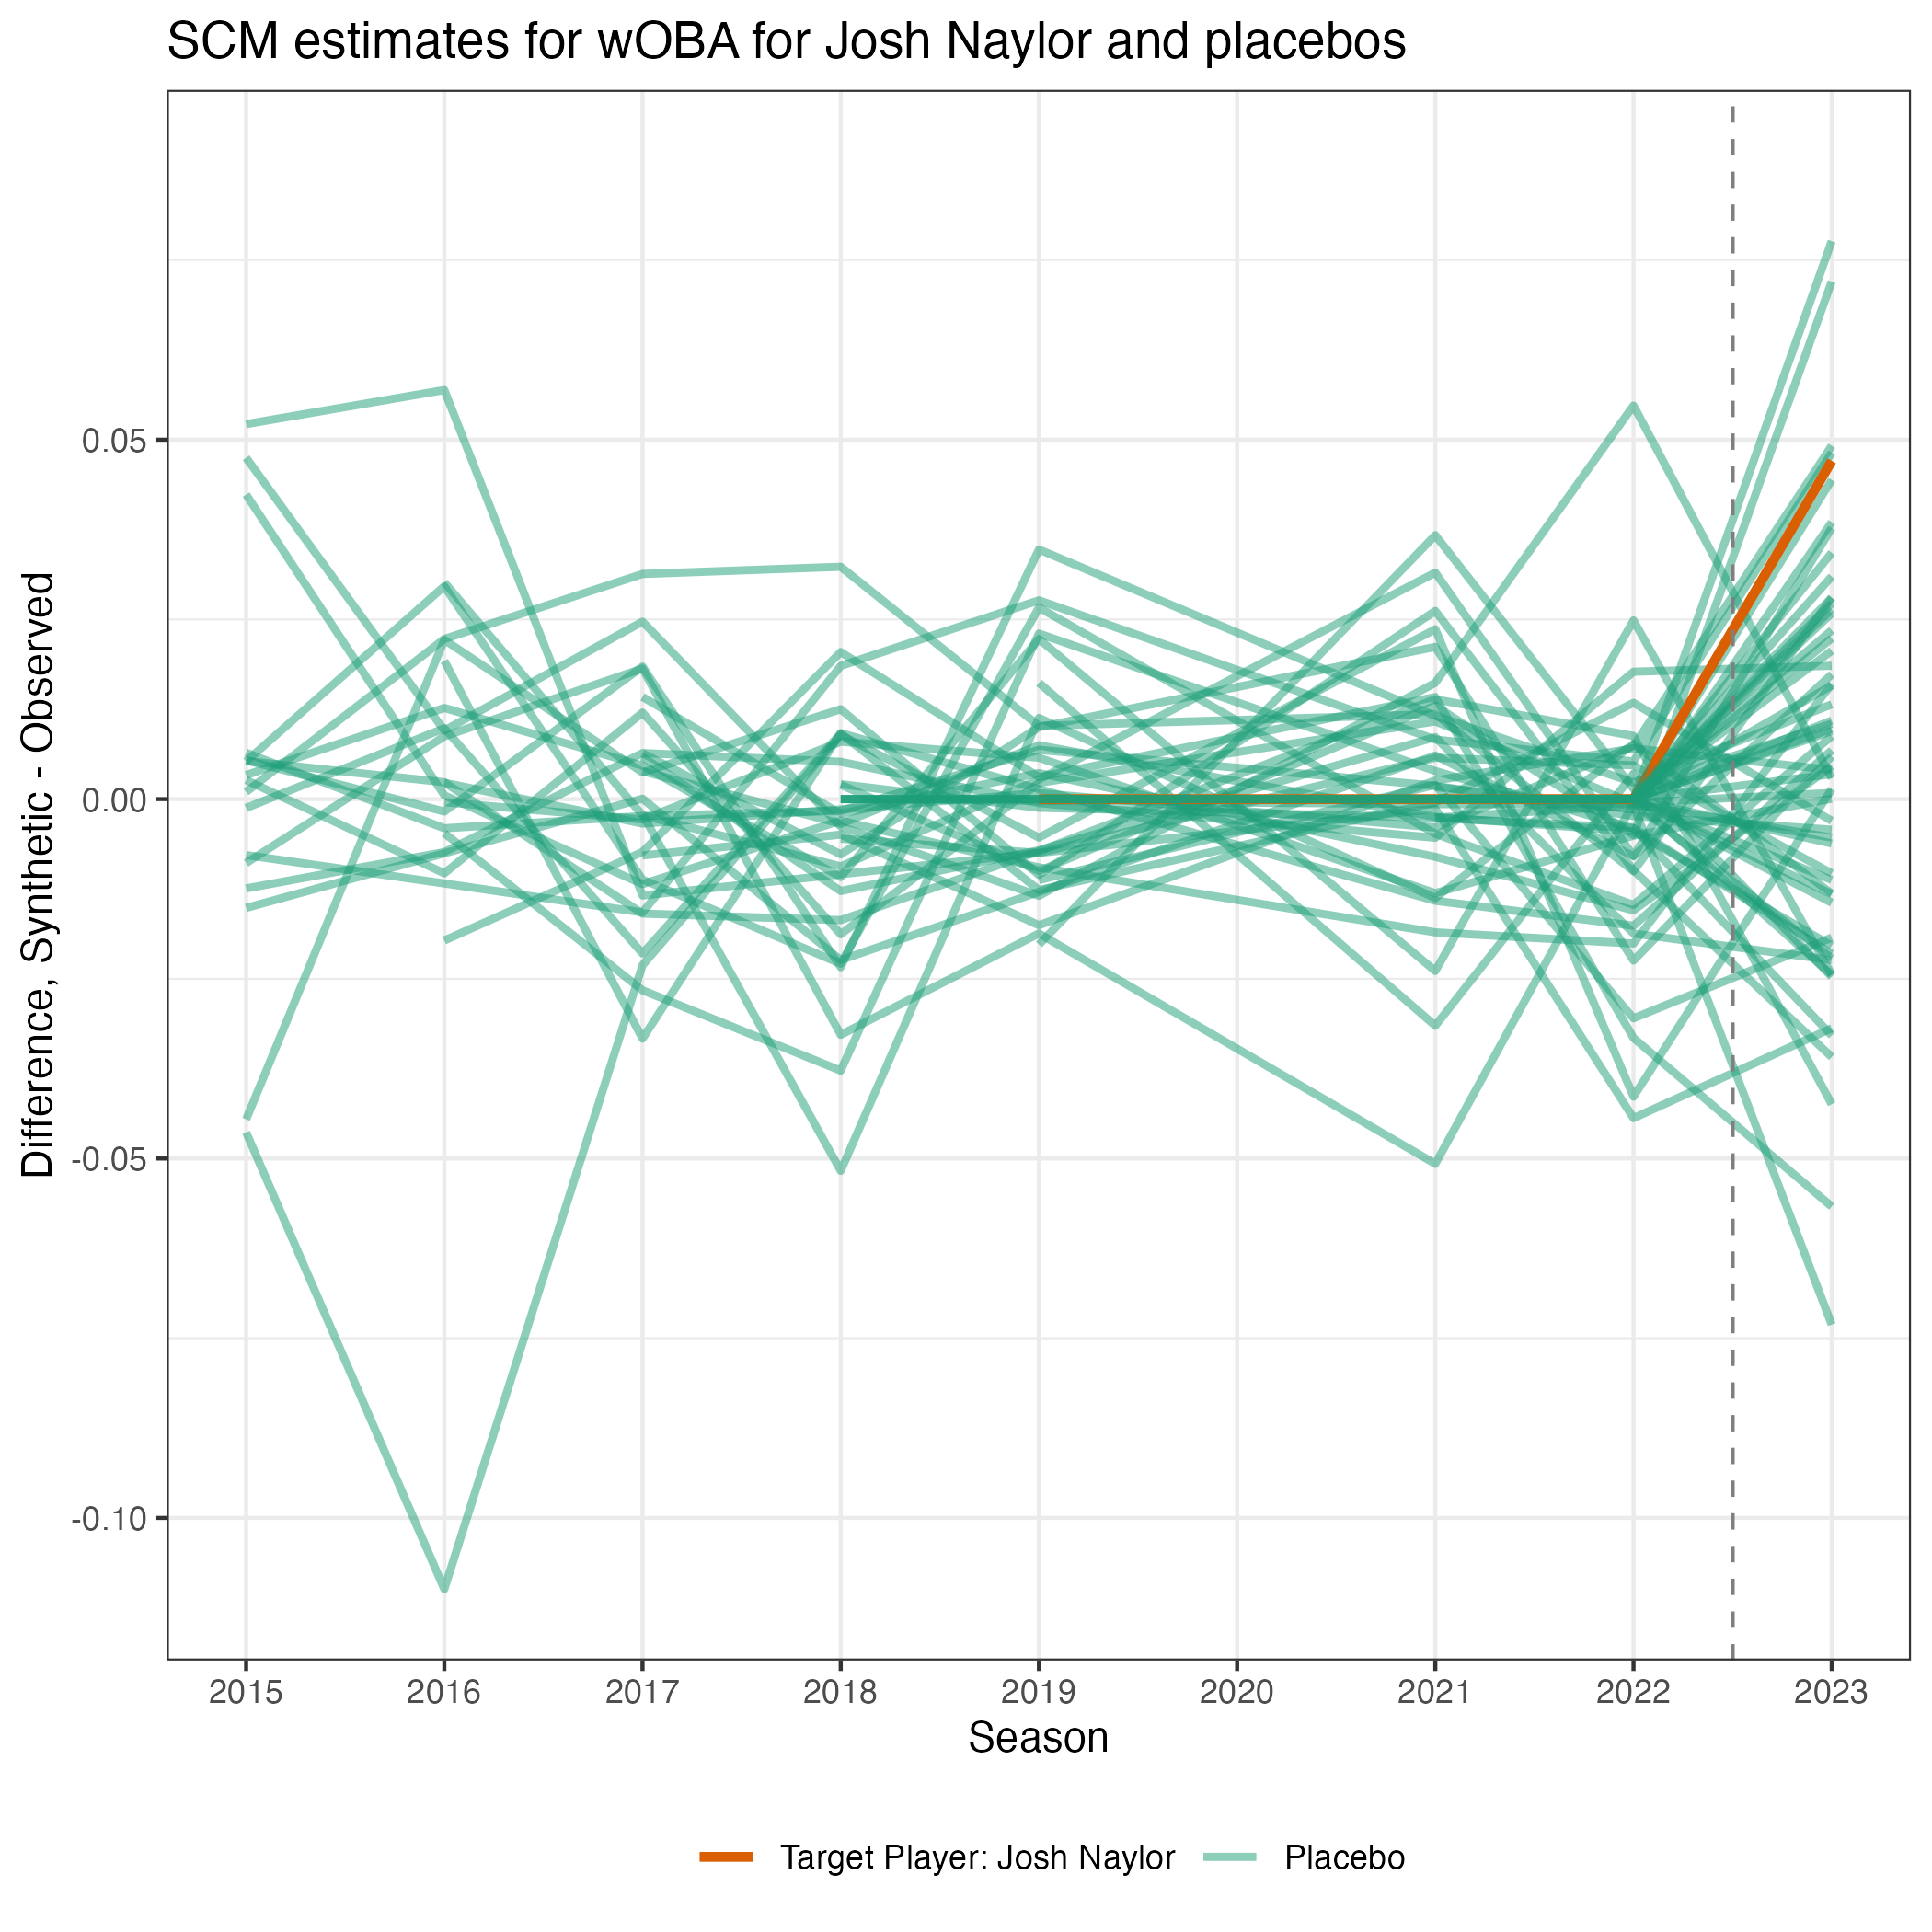 SCM estimates for wOBA for Josh Naylor and placebos
Difference, Synthetic - Observed
0.05
0.00
-0.05
-0.10
2015 2016 2017 2018 2019 2020 2021 2022 2023
Season
Target Player: Josh Naylor Placebo